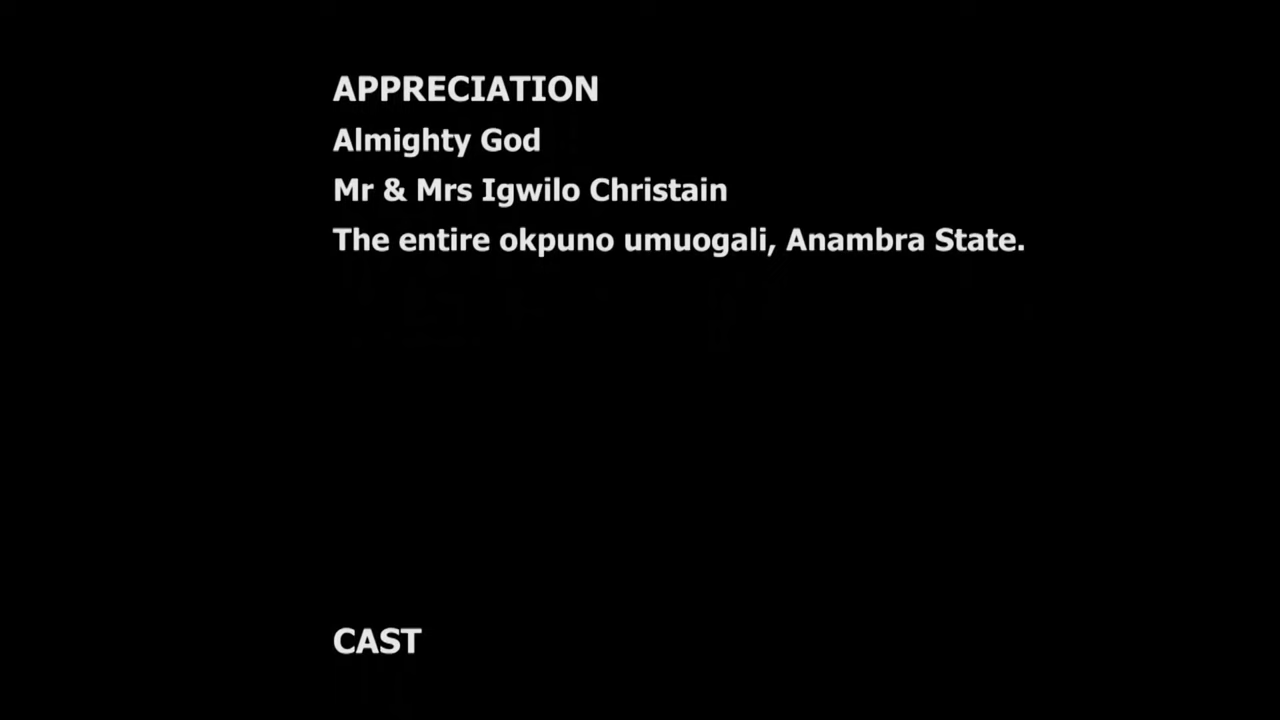 APPRECIATION
Almighty God
Mr & Mrs Igwilo Christain
The entire okpuno umuogali, Anambra State.
CAST